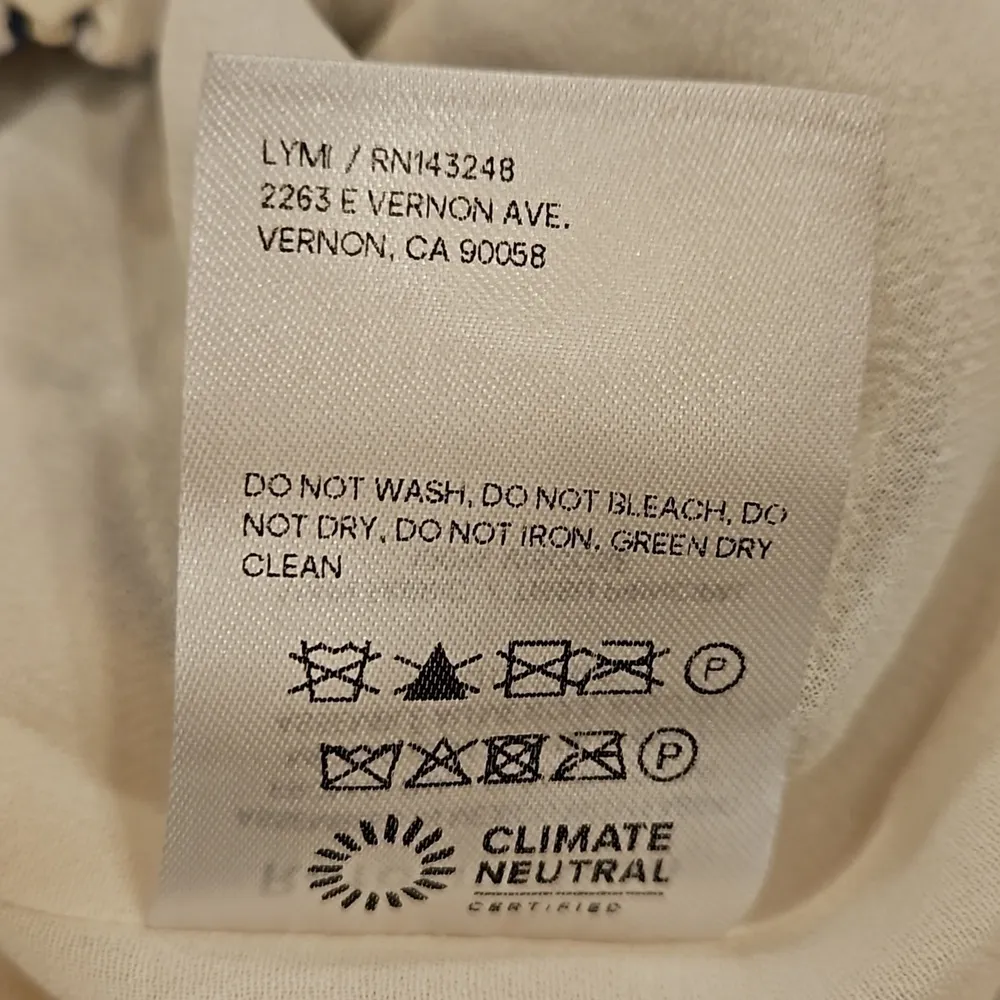 LYMI / RN143248
2263 E VERNON AVE.
VERNON, CA 90058
DO NOT WASH, DO NOT BLEACH, DO
NOT DRY, DO NOT IRON. GREEN DRY
CLEAN
P
P
CLIMATE
NEUTRAL
CERTIFIED